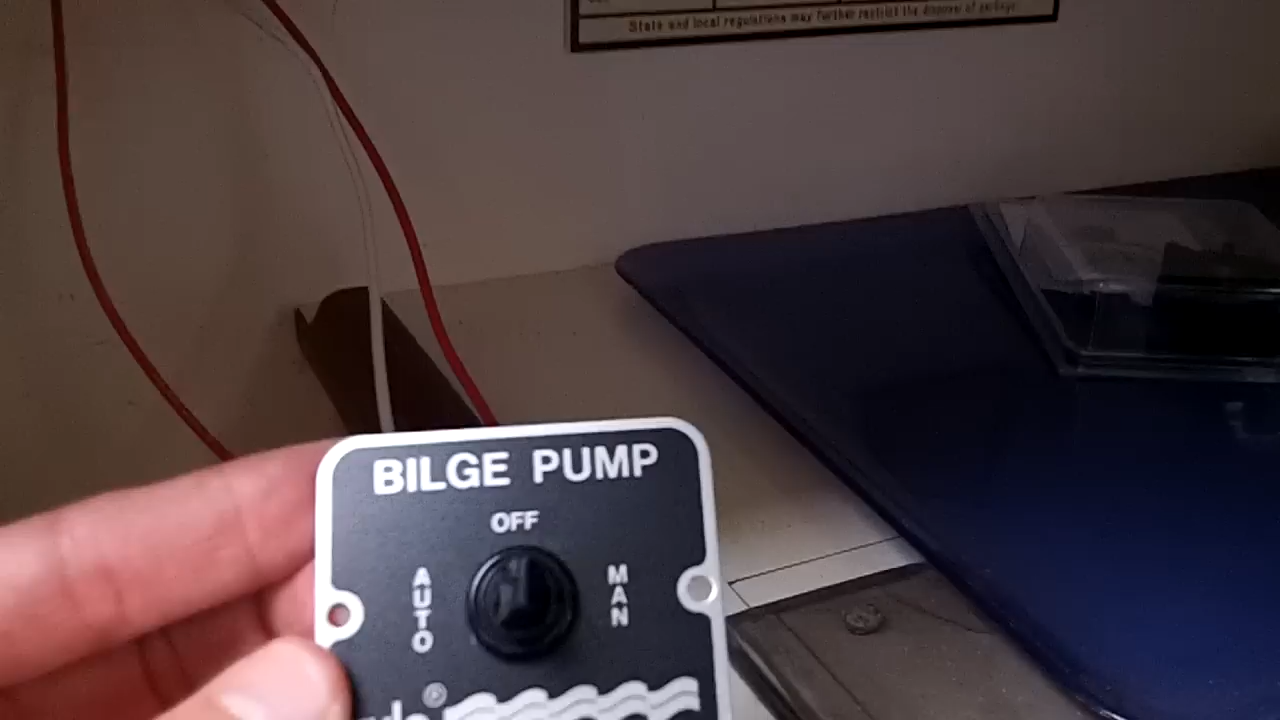 State and local regulations may further restrict the disposal of garbage.
BILGE PUMP
OFF
AUTO
MAN
®